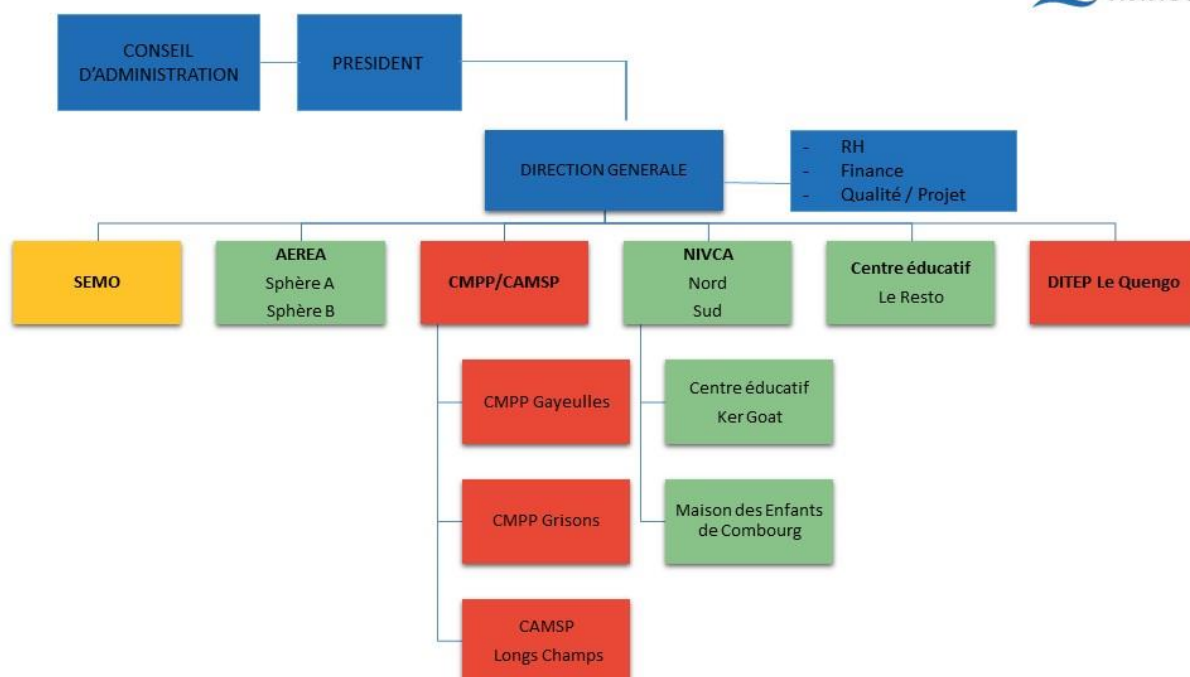 CONSEIL
D'ADMINISTRATION
PRESIDENT
DIRECTION GENERALE
- RH
- Finance
- Qualité / Projet
SEMO
AEREA
Sphère A
Sphère B
CMPP/CAMSP
NIVCA
Nord
Sud
Centre éducatif
Le Resto
DITEP Le Quengo
CMPP Gayeulles
Centre éducatif
Ker Goat
CMPP Grisons
Maison des Enfants
de Combourg
CAMSP
Longs Champs